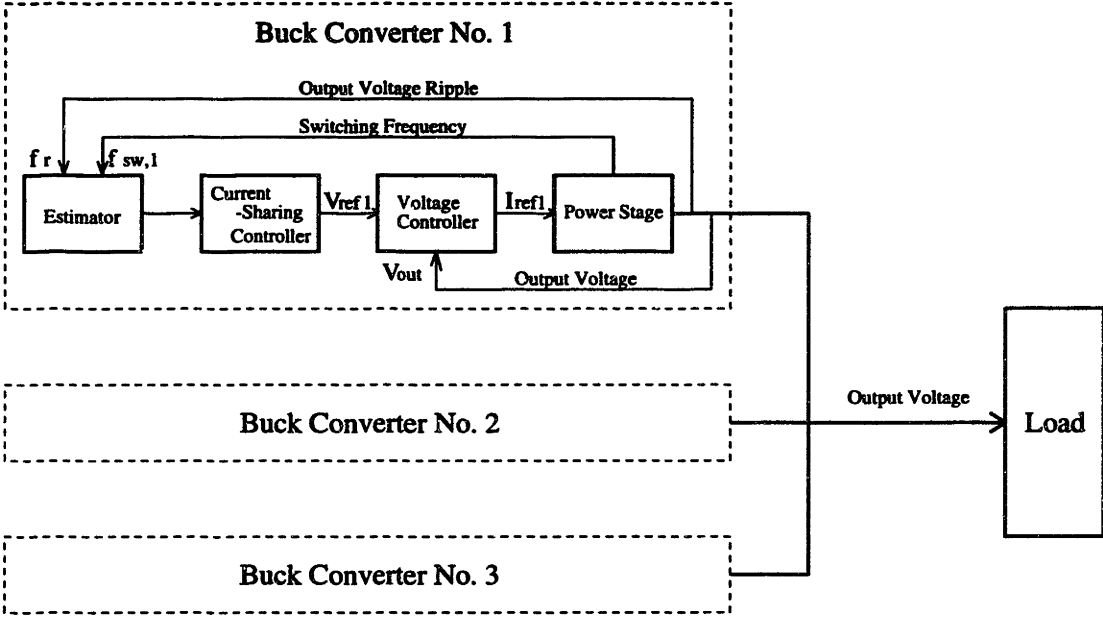 Buck Converter No. 1
Output Voltage Ripple
Switching Frequency
f r
f sw,1
Estimator
Current
-Sharing
Controller
Vref1
Voltage
Controller
Iref1
Power Stage
Vout
Output Voltage
Buck Converter No. 2
Output Voltage
Load
Buck Converter No. 3